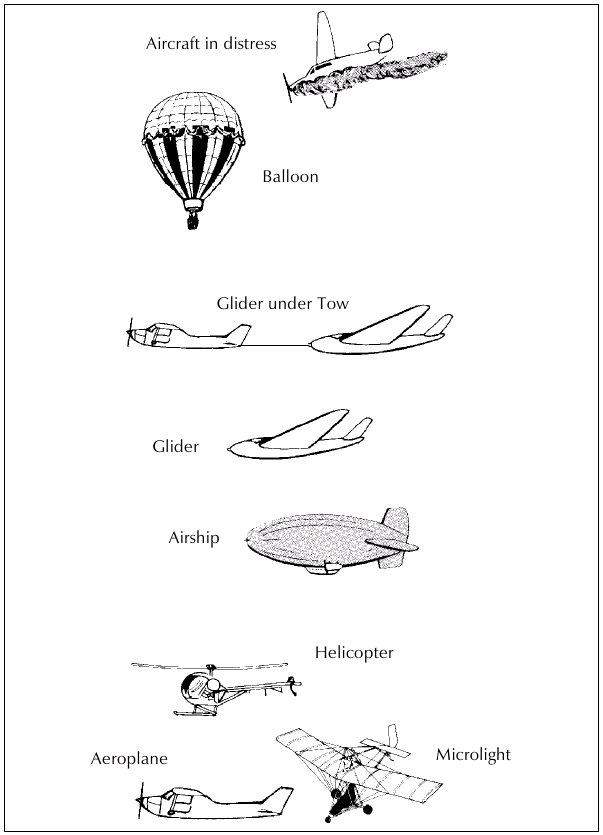 Aircraft in distress
Balloon
Glider under Tow
Glider
Airship
Helicopter
Aeroplane
Microlight